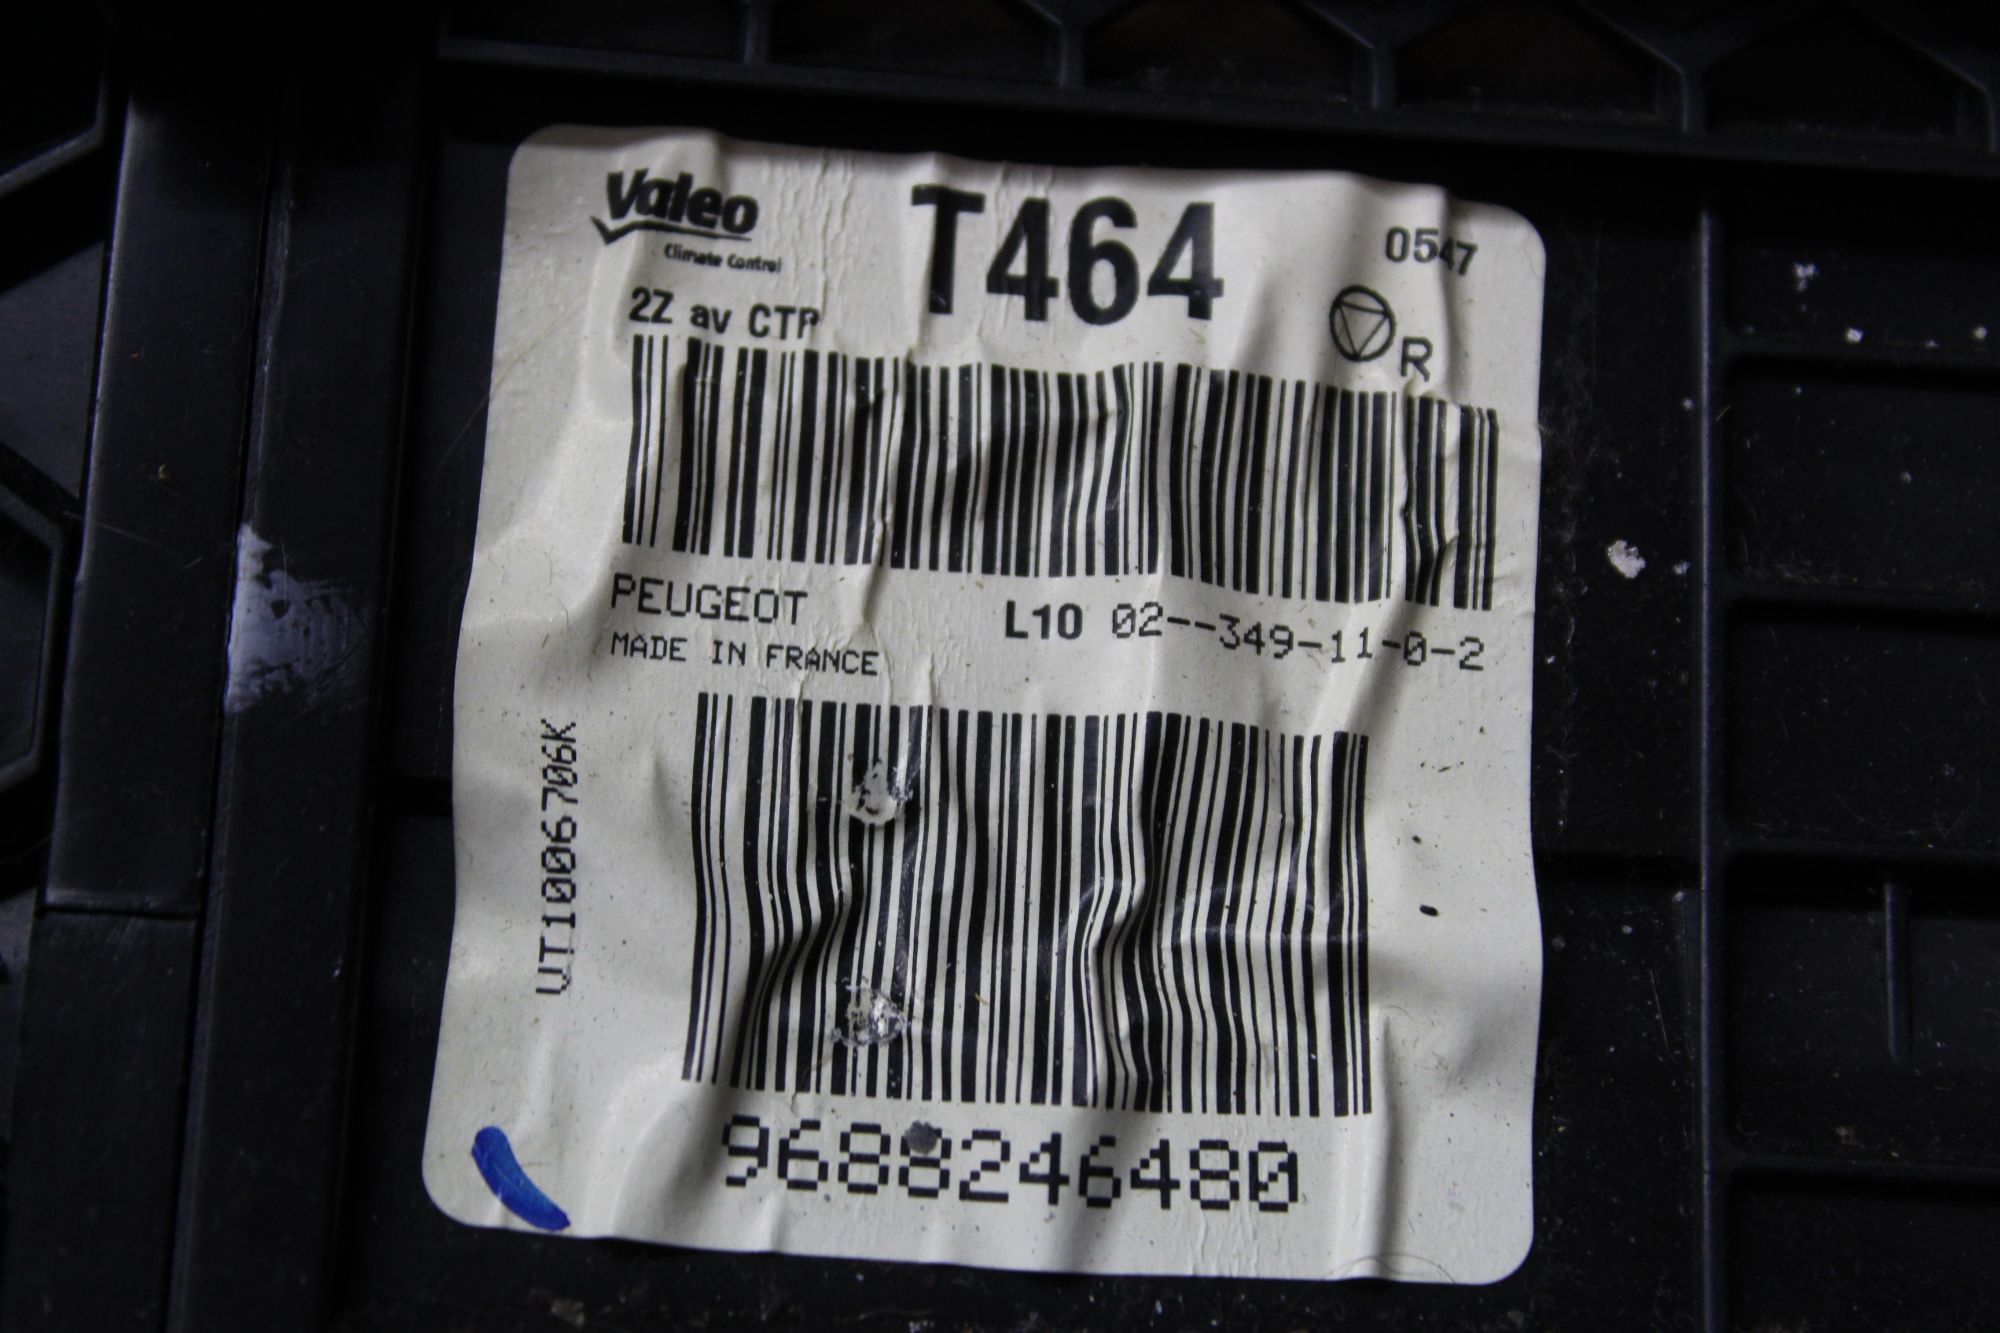 Valeo
Climate Control
T464
0547
2Z av CTP
R
PEUGEOT
L10 02--349-11-0-2
MADE IN FRANCE
VT1006706K
9688246480